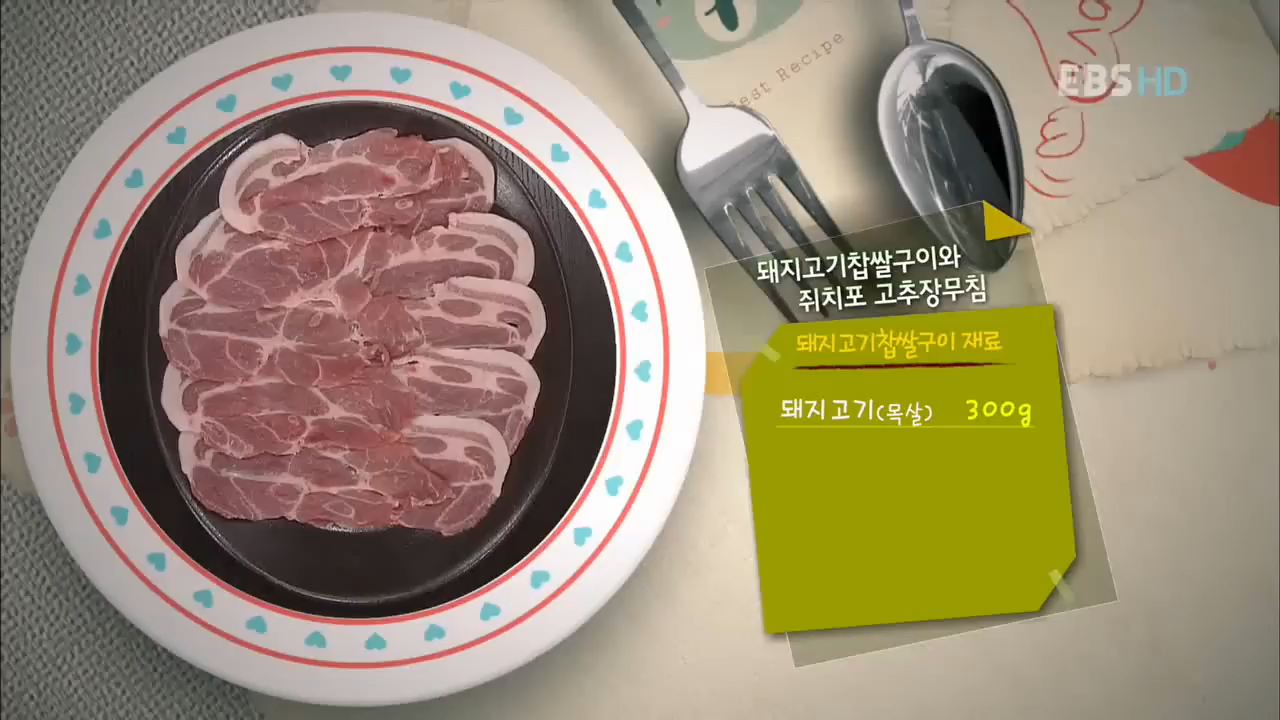 Best Recipe
EBS HD
돼지고기찹쌀구이와
쥐치포 고추장무침
돼지고기찹쌀구이 재료
돼지고기(목살) 300g